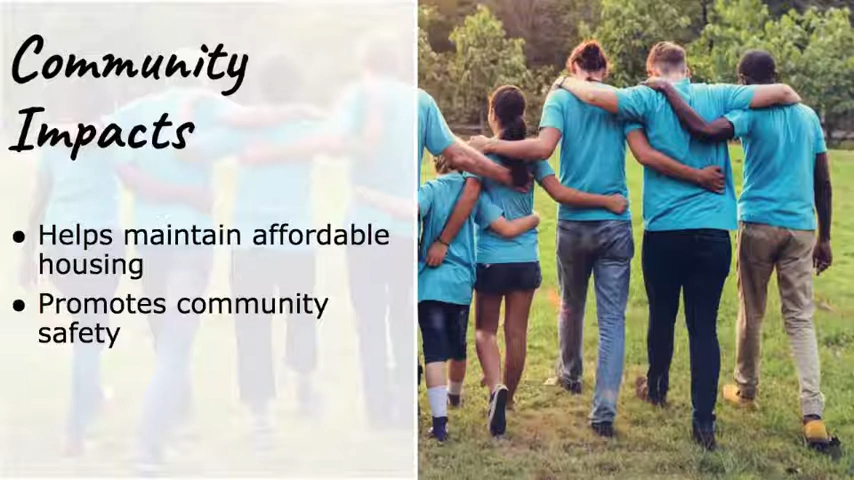 Community
Impacts
● Helps maintain affordable
housing
● Promotes community
safety